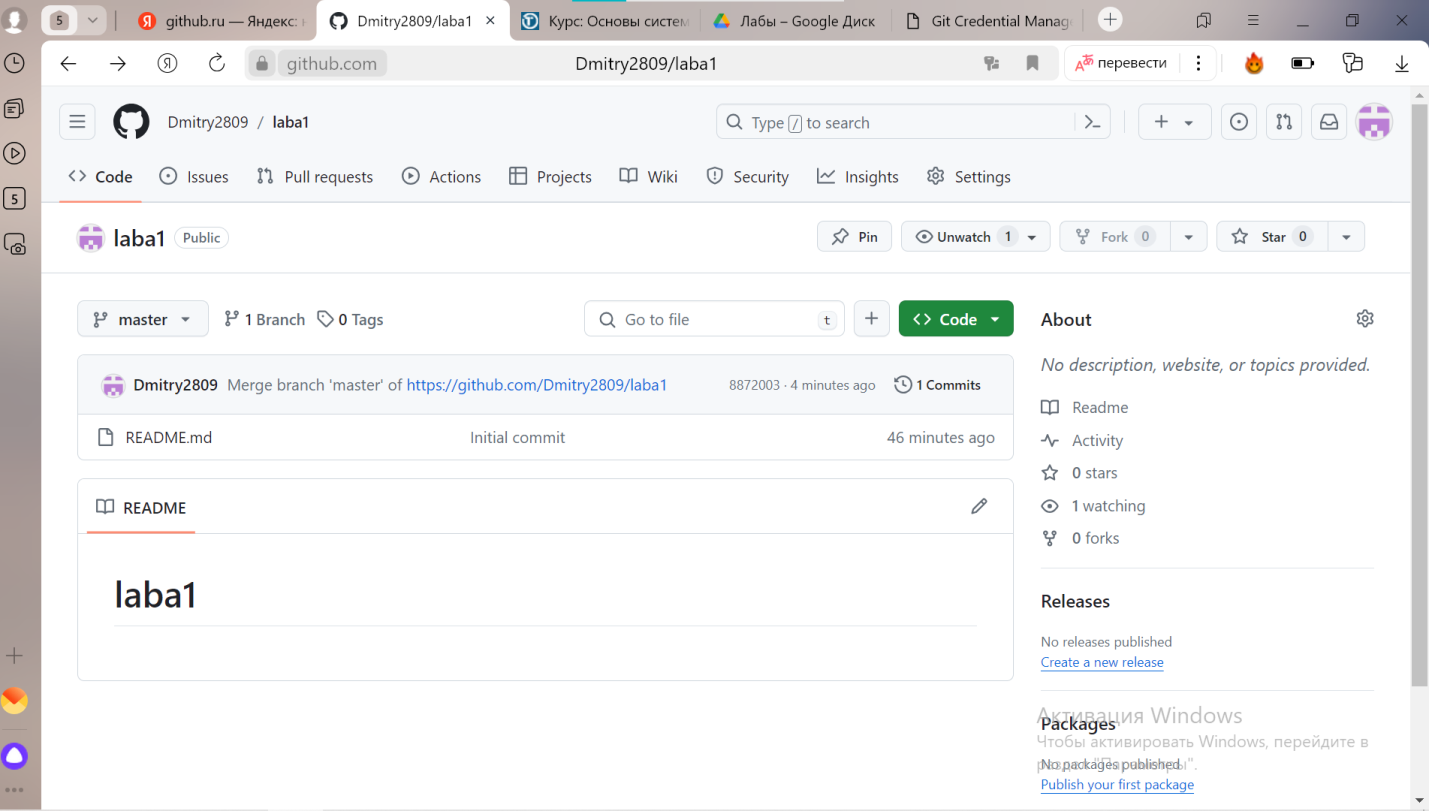 5 github.ru — Яндекс: н Dmitry2809/laba1 Курс: Основы систем Лабы – Google Диск Git Credential Manage
github.com Dmitry2809/laba1 перевести
Dmitry2809 / laba1 Type / to search
Code Issues Pull requests Actions Projects Wiki Security Insights Settings
5
laba1 Public Pin Unwatch 1 Fork 0 Star 0
master 1 Branch 0 Tags Go to file t Code
Dmitry2809 Merge branch 'master' of https://github.com/Dmitry2809/laba1 8872003 · 4 minutes ago 1 Commits
README.md Initial commit 46 minutes ago
README
laba1
About
No description, website, or topics provided.
Readme
Activity
0 stars
1 watching
0 forks
Releases
No releases published
Create a new release
Активация Windows
Packages
Чтобы активировать Windows, перейдите в
раздел "Параметры".
No packages published
Publish your first package